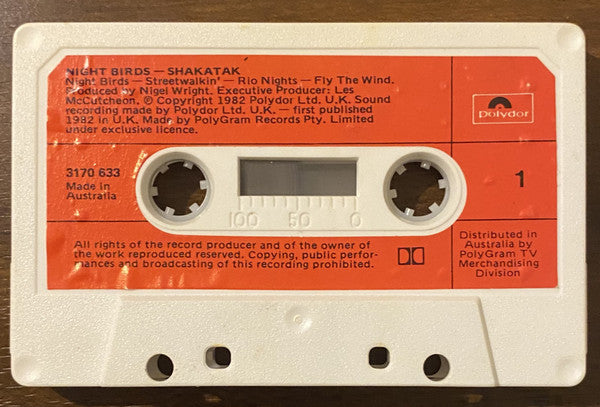 NIGHT BIRDS — SHAKATAK
Night Birds — Streetwalkin' — Rio Nights — Fly The Wind.
Produced by Nigel Wright. Executive Producer: Les
McCutcheon. ℗ Copyright 1982 Polydor Ltd. U.K. Sound
recording made by Polydor Ltd. U.K. — first published
1982 in U.K. Made by PolyGram Records Pty. Limited
under exclusive licence.
Polydor
3170 633
Made in
Australia
100 50 0
1
All rights of the record producer and of the owner of
the work reproduced reserved. Copying, public perfor-
mances and broadcasting of this recording prohibited.
Distributed in
Australia by
PolyGram TV
Merchandising
Division